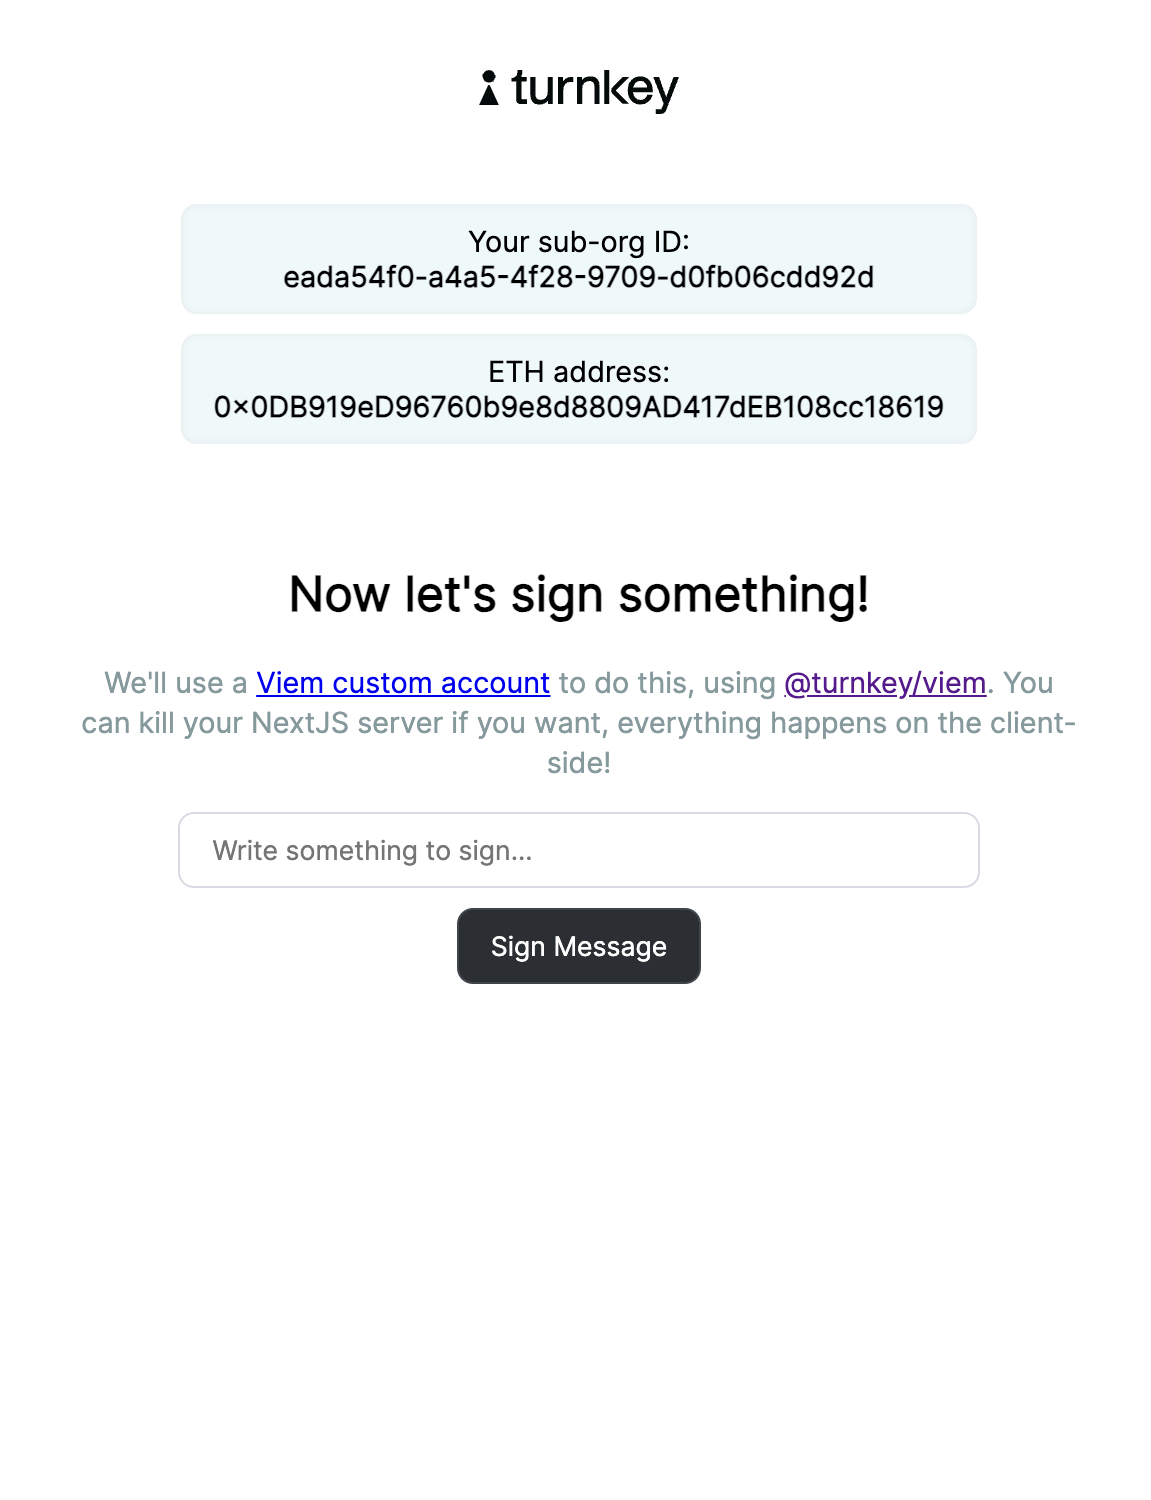 turnkey
Your sub-org ID:
eada54f0-a4a5-4f28-9709-d0fb06cdd92d
ETH address:
0x0DB919eD96760b9e8d8809AD417dEB108cc18619
Now let's sign something!
We'll use a Viem custom account to do this, using @turnkey/viem. You
can kill your NextJS server if you want, everything happens on the client-
side!
Write something to sign...
Sign Message